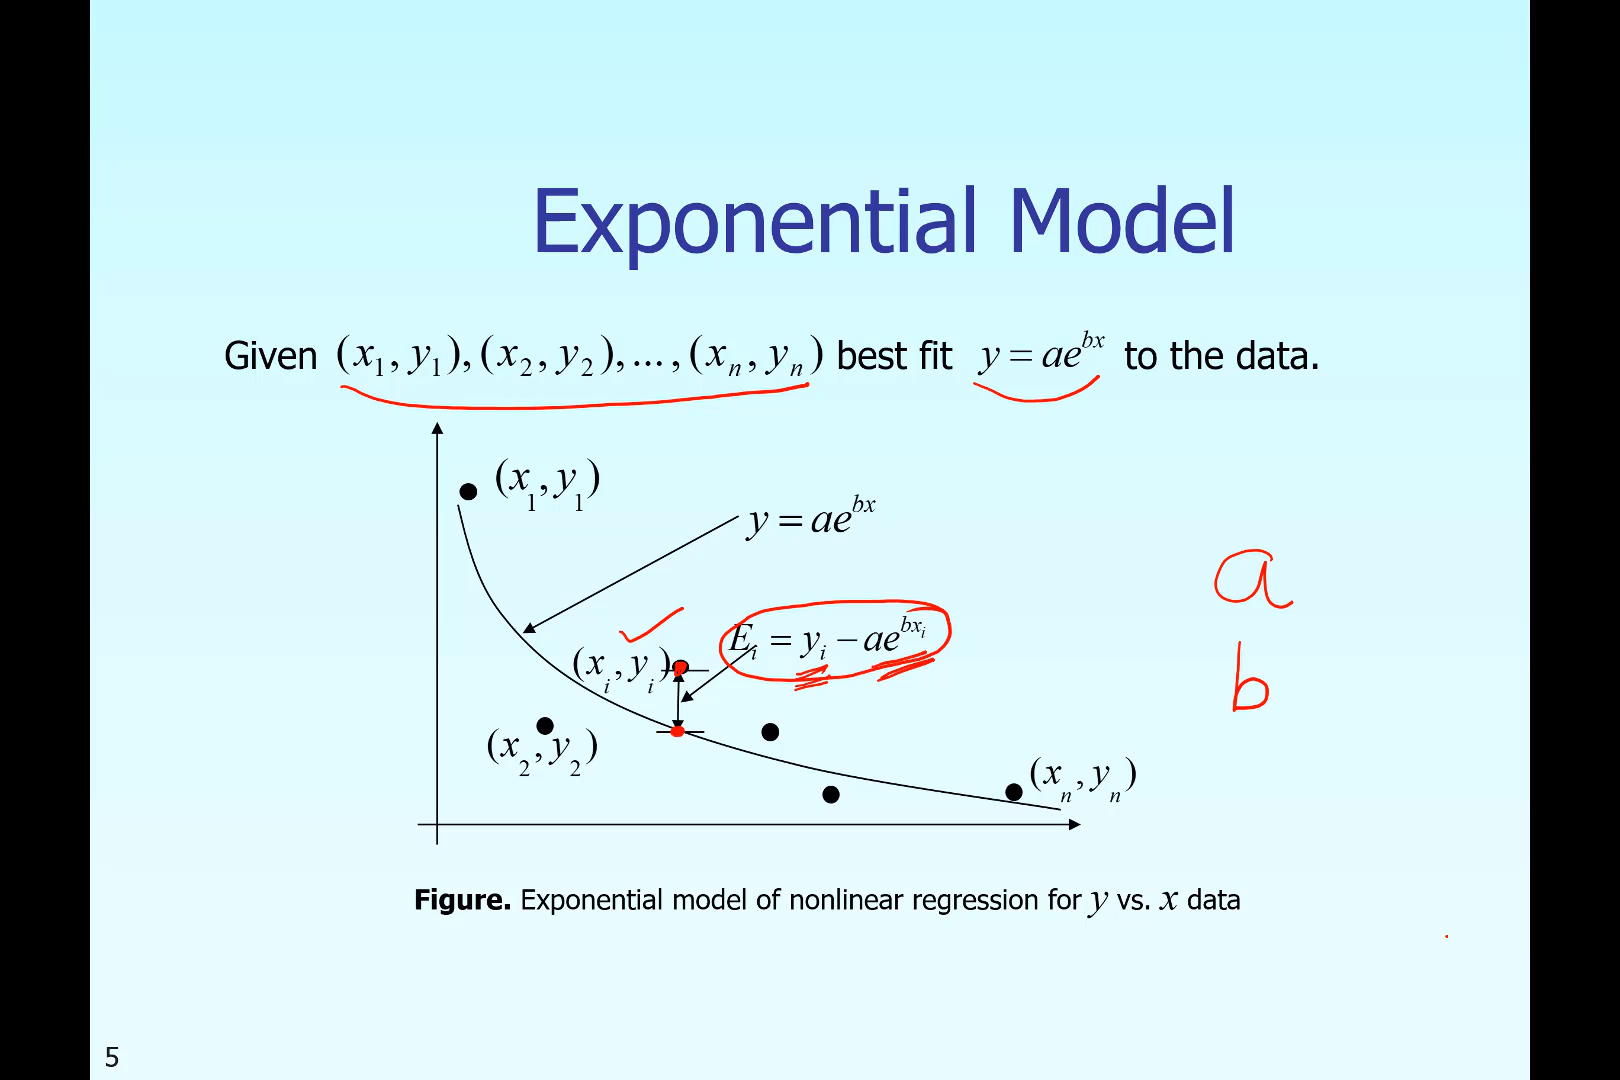 Exponential Model
Given (x₁, y₁), (x₂, y₂), ..., (xₙ, yₙ) best fit y = ae^{bx} to the data.
(x₁, y₁)
y = ae^{bx}
a
Eᵢ = yᵢ − ae^{bxᵢ}
(xᵢ, yᵢ)
b
(x₂, y₂)
(xₙ, yₙ)
Figure. Exponential model of nonlinear regression for y vs. x data
5